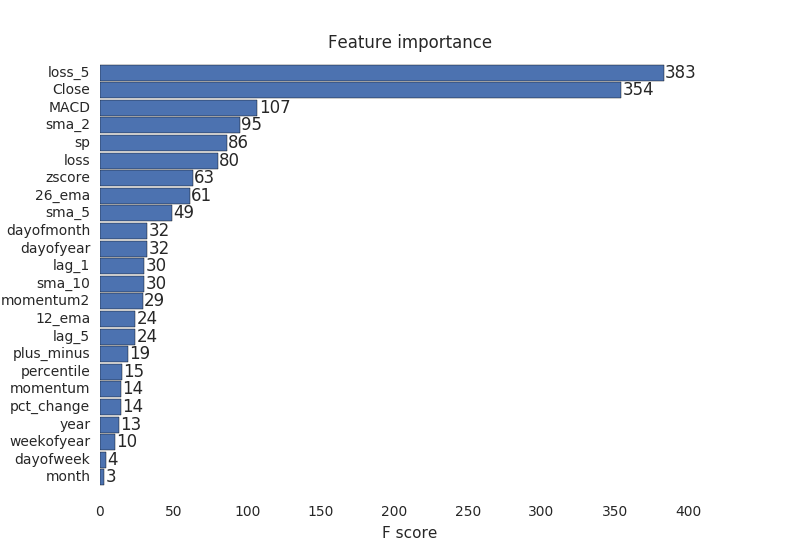 Feature importance
loss_5 383
Close 354
MACD 107
sma_2 95
sp 86
loss 80
zscore 63
26_ema 61
sma_5 49
dayofmonth 32
dayofyear 32
lag_1 30
sma_10 30
momentum2 29
12_ema 24
lag_5 24
plus_minus 19
percentile 15
momentum 14
pct_change 14
year 13
weekofyear 10
dayofweek 4
month 3
0 50 100 150 200 250 300 350 400
F score